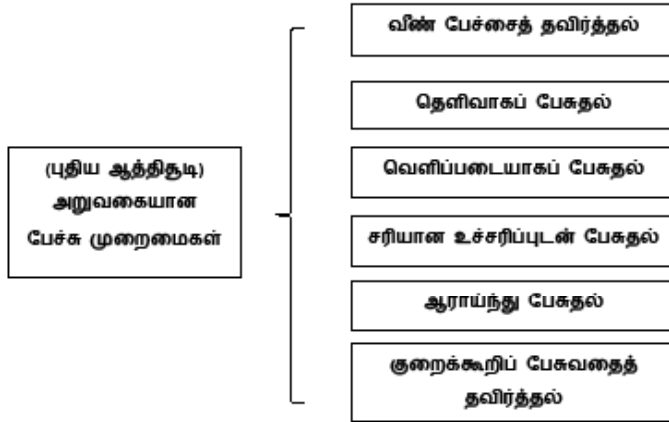 (புதிய ஆத்திசூடி)
அறுவகையான
பேச்சு முறைமைகள்
வீண் பேச்சைத் தவிர்த்தல்
தெளிவாகப் பேசுதல்
வெளிப்படையாகப் பேசுதல்
சரியான உச்சரிப்புடன் பேசுதல்
ஆராய்ந்து பேசுதல்
குறைக்கூறிப் பேசுவதைத்
தவிர்த்தல்